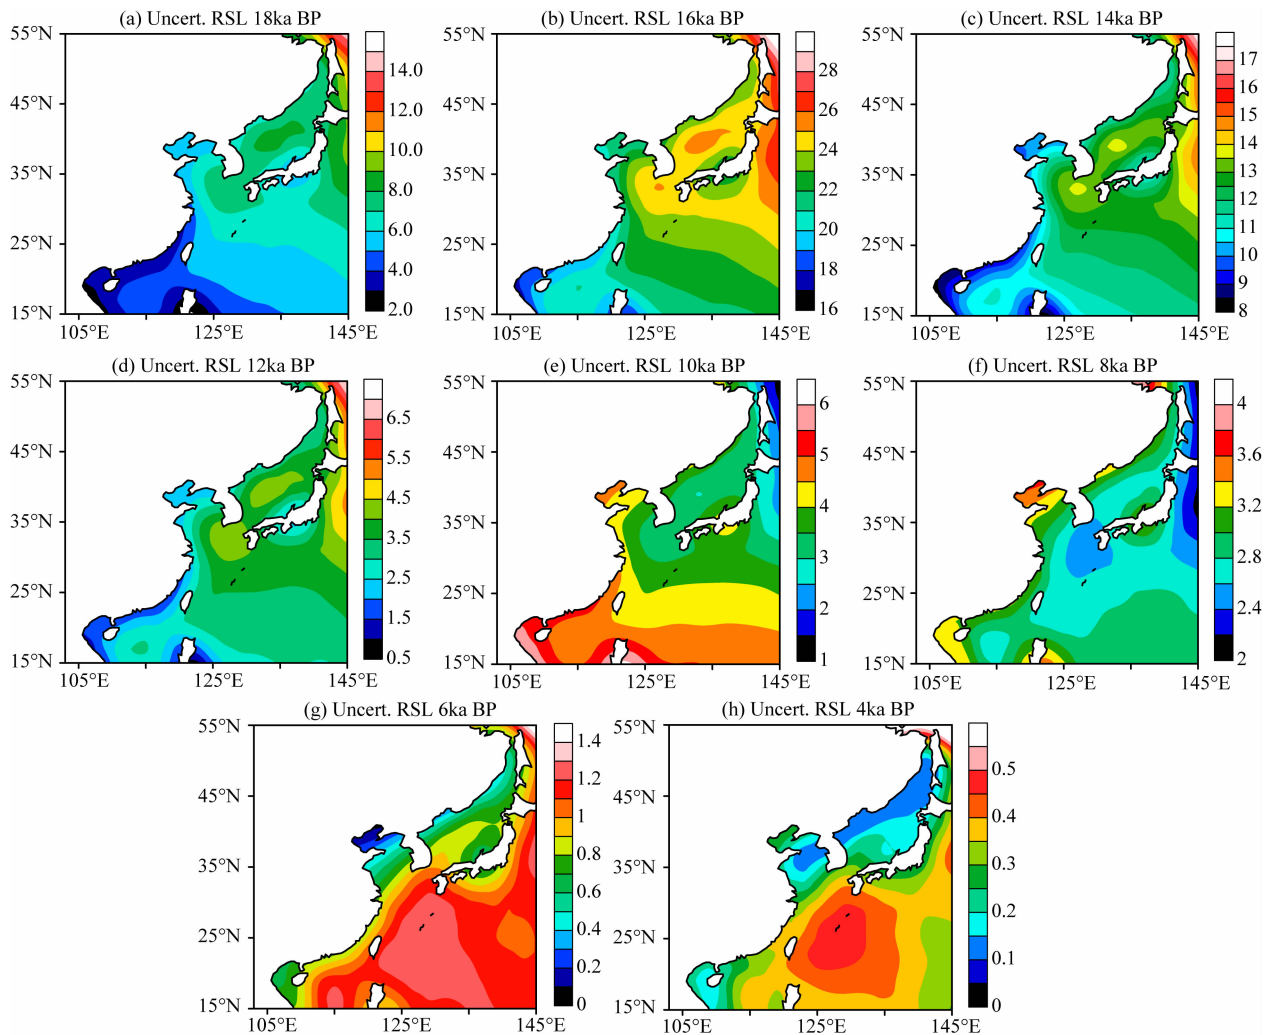 (a) Uncert. RSL 18ka BP
55°N
45°N
35°N
25°N
15°N
105°E 125°E 145°E
14.0
12.0
10.0
8.0
6.0
4.0
2.0
(b) Uncert. RSL 16ka BP
55°N
45°N
35°N
25°N
15°N
105°E 125°E 145°E
28
26
24
22
20
18
16
(c) Uncert. RSL 14ka BP
55°N
45°N
35°N
25°N
15°N
105°E 125°E 145°E
17
16
15
14
13
12
11
10
9
8
(d) Uncert. RSL 12ka BP
55°N
45°N
35°N
25°N
15°N
105°E 125°E 145°E
6.5
5.5
4.5
3.5
2.5
1.5
0.5
(e) Uncert. RSL 10ka BP
55°N
45°N
35°N
25°N
15°N
105°E 125°E 145°E
6
5
4
3
2
1
(f) Uncert. RSL 8ka BP
55°N
45°N
35°N
25°N
15°N
105°E 125°E 145°E
4
3.6
3.2
2.8
2.4
2
(g) Uncert. RSL 6ka BP
55°N
45°N
35°N
25°N
15°N
105°E 125°E 145°E
1.4
1.2
1
0.8
0.6
0.4
0.2
0
(h) Uncert. RSL 4ka BP
55°N
45°N
35°N
25°N
15°N
105°E 125°E 145°E
0.5
0.4
0.3
0.2
0.1
0